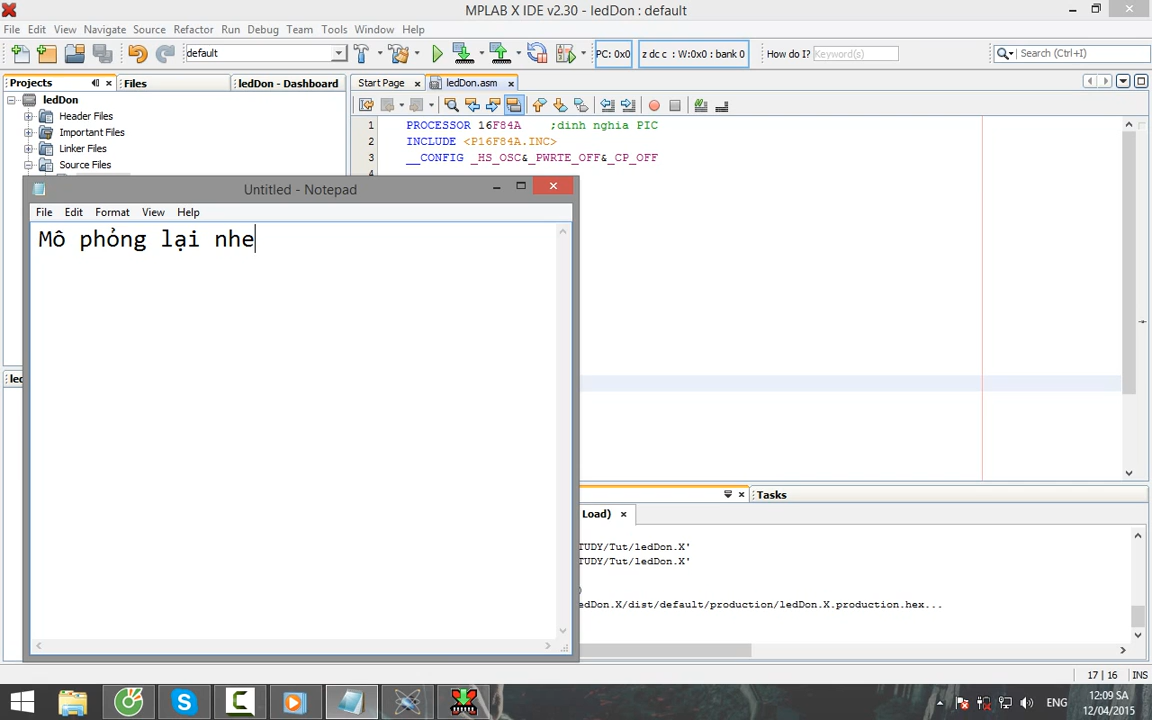 MPLAB X IDE v2.30 - ledDon : default
File Edit View Navigate Source Refactor Run Debug Team Tools Window Help
default PC: 0x0 z dc c : W:0x0 : bank 0 How do I? Keyword(s) Search (Ctrl+I)
Projects Files ledDon - Dashboard Start Page ledDon.asm
ledDon
Header Files
Important Files
Linker Files
Source Files
1 PROCESSOR 16F84A ;dinh nghia PIC
2 INCLUDE <P16F84A.INC>
3 __CONFIG _HS_OSC&_PWRTE_OFF&_CP_OFF
4
Untitled - Notepad
File Edit Format View Help
Mô phỏng lại nhe
led
Tasks
Load)
TUDY/Tut/ledDon.X'
TUDY/Tut/ledDon.X'
)
edDon.X/dist/default/production/ledDon.X.production.hex...
17 | 16 INS
ENG 12:09 SA
12/04/2015